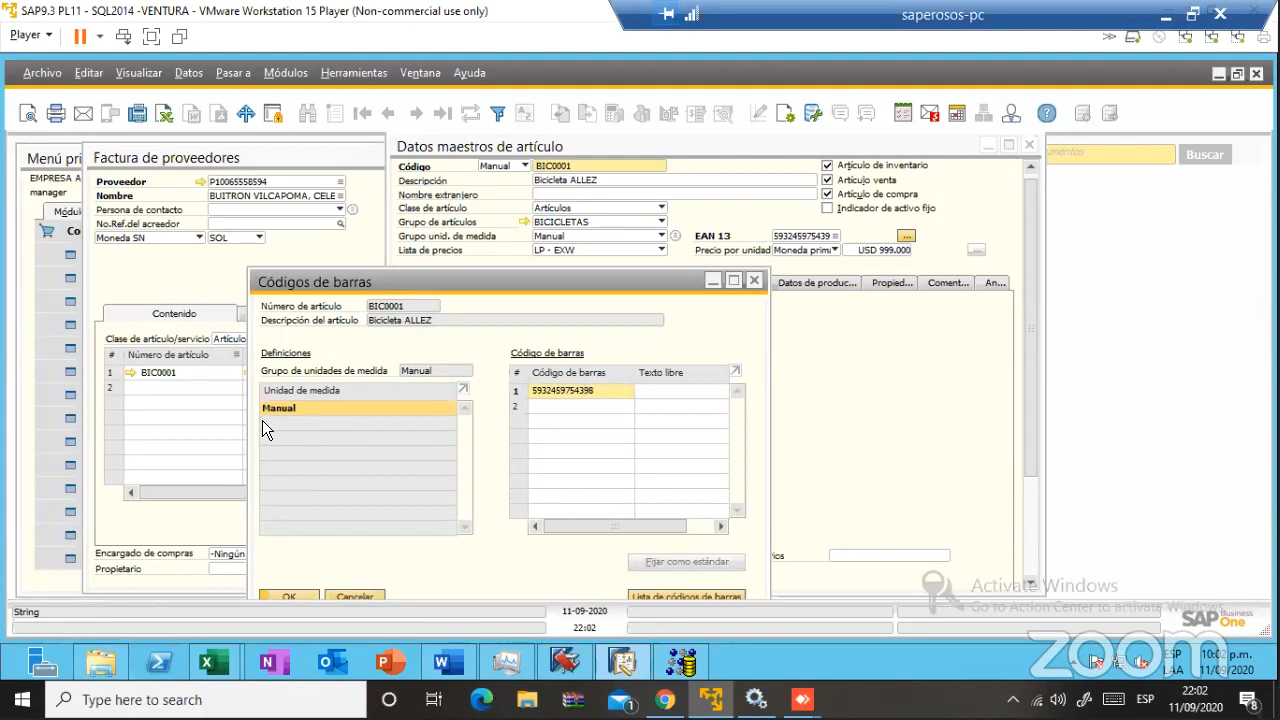 SAP9.3 PL11 - SQL2014 -VENTURA - VMware Workstation 15 Player (Non-commercial use only)
saperosos-pc
Player
Archivo Editar Visualizar Datos Pasar a Módulos Herramientas Ventana Ayuda
Menú pri
EMPRESA A
manager
Módulo
Co
Factura de proveedores
Proveedor P10065558594
Nombre BUITRON VILCAPOMA, CELE
Persona de contacto
No.Ref.del acreedor
Moneda SN SOL
Contenido
Clase de artículo/servicio Artículo
# Número de artículo
1 BIC0001
2
Encargado de compras -Ningún
Propietario
Datos maestros de artículo
Código Manual BIC0001
Descripción Bicicleta ALLEZ
Nombre extranjero
Clase de artículo Artículos
Grupo de artículos BICICLETAS
Grupo unid. de medida Manual
Lista de precios LP - EXW
Artículo de inventario
Artículo venta
Artículo de compra
Indicador de activo fijo
EAN 13 593245975439 ...
Precio por unidad Moneda prima USD 999.000 ...
Datos de produc... Propied... Coment... An...
Buscar
Códigos de barras
Número de artículo BIC0001
Descripción del artículo Bicicleta ALLEZ
Definiciones
Grupo de unidades de medida Manual
Unidad de medida
Manual
Código de barras
# Código de barras Texto libre
1 5932459754398
2
Fijar como estándar
OK Cancelar Lista de códigos de barras
Activate Windows
Go to Action Center to activate Windows.
String 11-09-2020
22:02
SAP Business One
zoom
ESP 10:02 p.m.
LAA 11/09/2020
Type here to search
ESP 22:02
11/09/2020
1
8